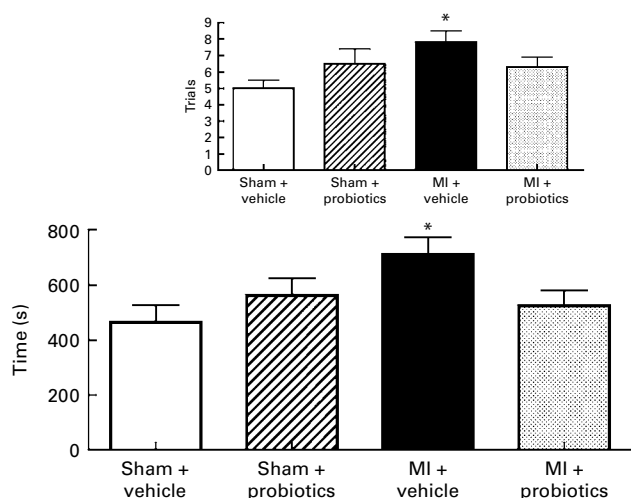 *
9
8
7
6
5
4
3
2
1
0
Trials
Sham + vehicle
Sham + probiotics
MI + vehicle
MI + probiotics
*
800
600
400
200
0
Time (s)
Sham + vehicle
Sham + probiotics
MI + vehicle
MI + probiotics